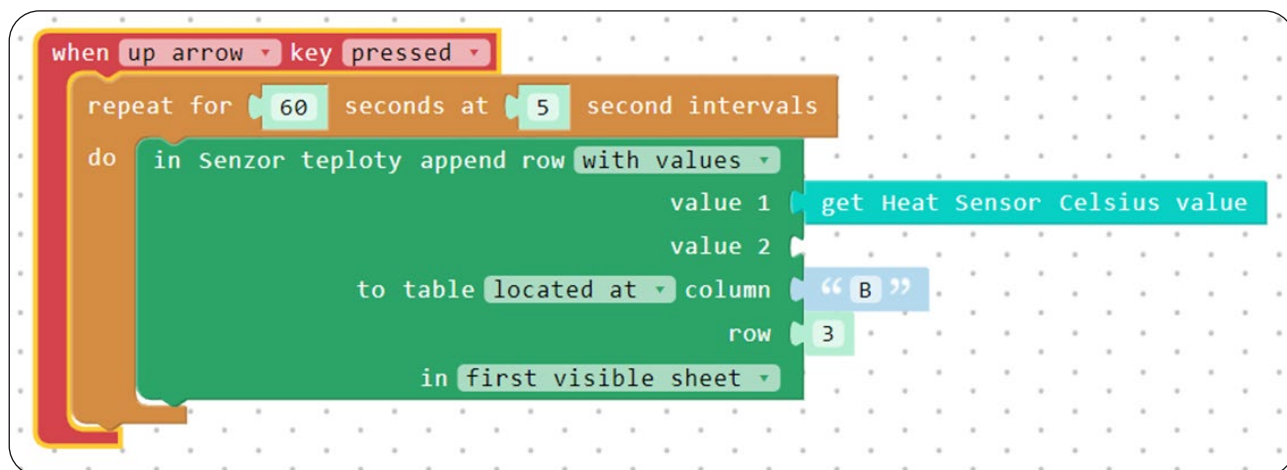 when up arrow key pressed
repeat for 60 seconds at 5 second intervals
do in Senzor teploty append row with values
value 1 get Heat Sensor Celsius value
value 2
to table located at column “ B ”
row 3
in first visible sheet